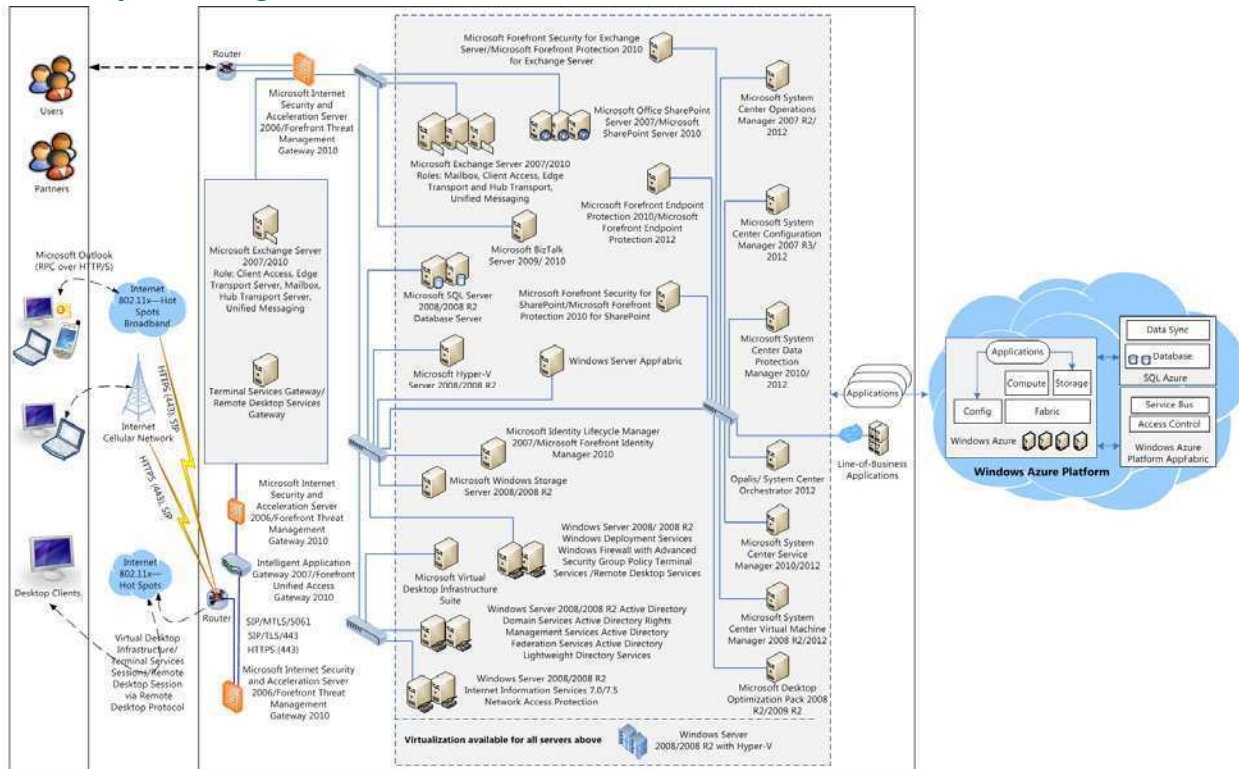 Users
Partners
Microsoft Outlook
(RPC over HTTP/S)
Internet
802.11x—Hot
Spots
Broadband
HTTPS (443), SIP
Internet
Cellular Network
HTTPS (443), SIP
Desktop Clients
Internet
802.11x—
Hot Spots
Virtual Desktop
Infrastructure/
Terminal Services
Sessions/Remote
Desktop Session
via Remote
Desktop Protocol
Router
Microsoft Internet
Security and
Acceleration Server
2006/Forefront Threat
Management
Gateway 2010
Microsoft Exchange Server
2007/2010
Role: Client Access, Edge
Transport Server, Mailbox,
Hub Transport Server,
Unified Messaging
Terminal Services Gateway/
Remote Desktop Services
Gateway
Microsoft Internet
Security and
Acceleration Server
2006/Forefront Threat
Management
Gateway 2010
Intelligent Application
Gateway 2007/Forefront
Unified Access
Gateway 2010
Router
SIP/MTLS/5061
SIP/TLS/443
HTTPS (443)
Microsoft Internet Security
and Acceleration Server
2006/Forefront Threat
Management
Gateway 2010
Microsoft Forefront Security for Exchange
Server/Microsoft Forefront Protection 2010
for Exchange Server
Microsoft Office SharePoint
Server 2007/Microsoft
SharePoint Server 2010
Microsoft Exchange Server 2007/2010
Roles: Mailbox, Client Access, Edge
Transport and Hub Transport,
Unified Messaging
Microsoft Forefront Endpoint
Protection 2010/Microsoft
Forefront Endpoint
Protection 2012
Microsoft BizTalk
Server 2009/ 2010
Microsoft SQL Server
2008/2008 R2
Database Server
Microsoft Forefront Security for
SharePoint/Microsoft Forefront
Protection 2010 for SharePoint
Microsoft Hyper-V
Server 2008/2008 R2
Windows Server AppFabric
Microsoft Identity Lifecycle Manager
2007/Microsoft Forefront Identity
Manager 2010
Microsoft Windows Storage
Server 2008/2008 R2
Windows Server 2008/ 2008 R2
Windows Deployment Services
Windows Firewall with Advanced
Security Group Policy Terminal
Services /Remote Desktop Services
Microsoft Virtual
Desktop Infrastructure
Suite
Windows Server 2008/2008 R2 Active Directory
Domain Services Active Directory Rights
Management Services Active Directory
Federation Services Active Directory
Lightweight Directory Services
Windows Server 2008/2008 R2
Internet Information Services 7.0/7.5
Network Access Protection
Virtualization available for all servers above
Windows Server
2008/2008 R2 with Hyper-V
Microsoft System
Center Operations
Manager 2007 R2/
2012
Microsoft System
Center Configuration
Manager 2007 R3/
2012
Microsoft System
Center Data
Protection
Manager 2010/
2012
Opalis/ System Center
Orchestrator 2012
Microsoft System
Center Service
Manager 2010/2012
Microsoft System
Center Virtual Machine
Manager 2008 R2/2012
Microsoft Desktop
Optimization Pack 2008
R2/2009 R2
Applications
Line-of-Business
Applications
Applications
Compute
Storage
Config
Fabric
Windows Azure
Windows Azure Platform
Data Sync
Database
SQL Azure
Service Bus
Access Control
Windows Azure
Platform AppFabric